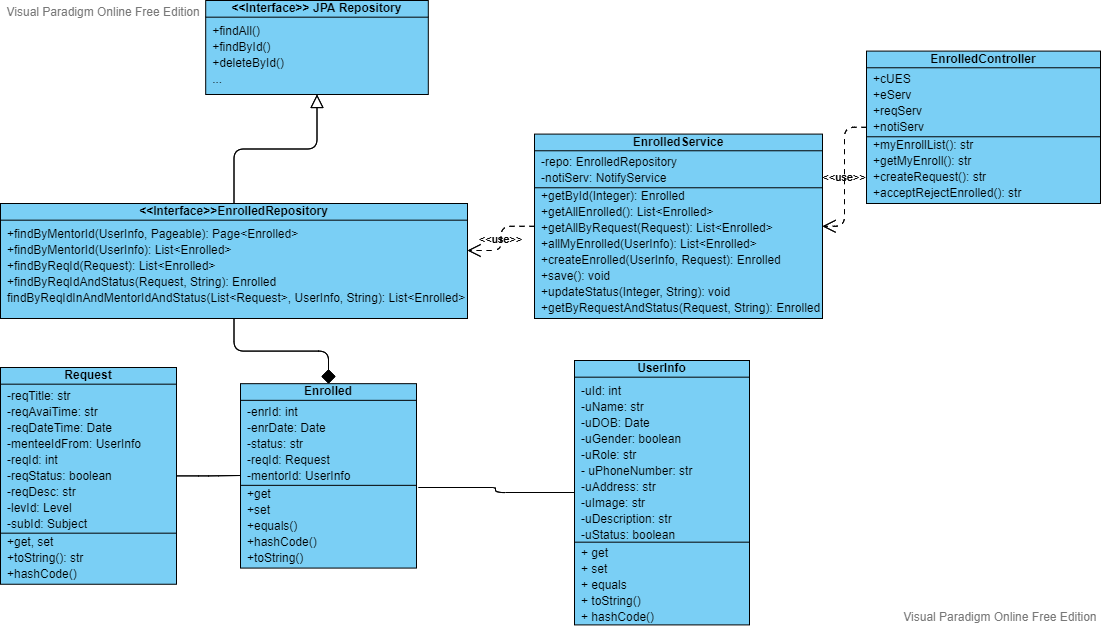 Visual Paradigm Online Free Edition
<<Interface>> JPA Repository
+findAll()
+findById()
+deleteById()
...
EnrolledController
+cUES
+eServ
+reqServ
+notiServ
+myEnrollList(): str
+getMyEnroll(): str
+createRequest(): str
+acceptRejectEnrolled(): str
<<use>>
EnrolledService
-repo: EnrolledRepository
-notiServ: NotifyService
+getById(Integer): Enrolled
+getAllEnrolled(): List<Enrolled>
+getAllByRequest(Request): List<Enrolled>
+allMyEnrolled(UserInfo): List<Enrolled>
+createEnrolled(UserInfo, Request): Enrolled
+save(): void
+updateStatus(Integer, String): void
+getByRequestAndStatus(Request, String): Enrolled
<<use>>
<<Interface>>EnrolledRepository
+findByMentorId(UserInfo, Pageable): Page<Enrolled>
+findByMentorId(UserInfo): List<Enrolled>
+findByReqId(Request): List<Enrolled>
+findByReqIdAndStatus(Request, String): Enrolled
findByReqIdInAndMentorIdAndStatus(List<Request>, UserInfo, String): List<Enrolled>
Request
-reqTitle: str
-reqAvaiTime: str
-reqDateTime: Date
-menteeIdFrom: UserInfo
-reqId: int
-reqStatus: boolean
-reqDesc: str
-levId: Level
-subId: Subject
+get, set
+toString(): str
+hashCode()
Enrolled
-enrId: int
-enrDate: Date
-status: str
-reqId: Request
-mentorId: UserInfo
+get
+set
+equals()
+hashCode()
+toString()
UserInfo
-uId: int
-uName: str
-uDOB: Date
-uGender: boolean
-uRole: str
- uPhoneNumber: str
-uAddress: str
-uImage: str
-uDescription: str
-uStatus: boolean
+ get
+ set
+ equals
+ toString()
+ hashCode()
Visual Paradigm Online Free Edition